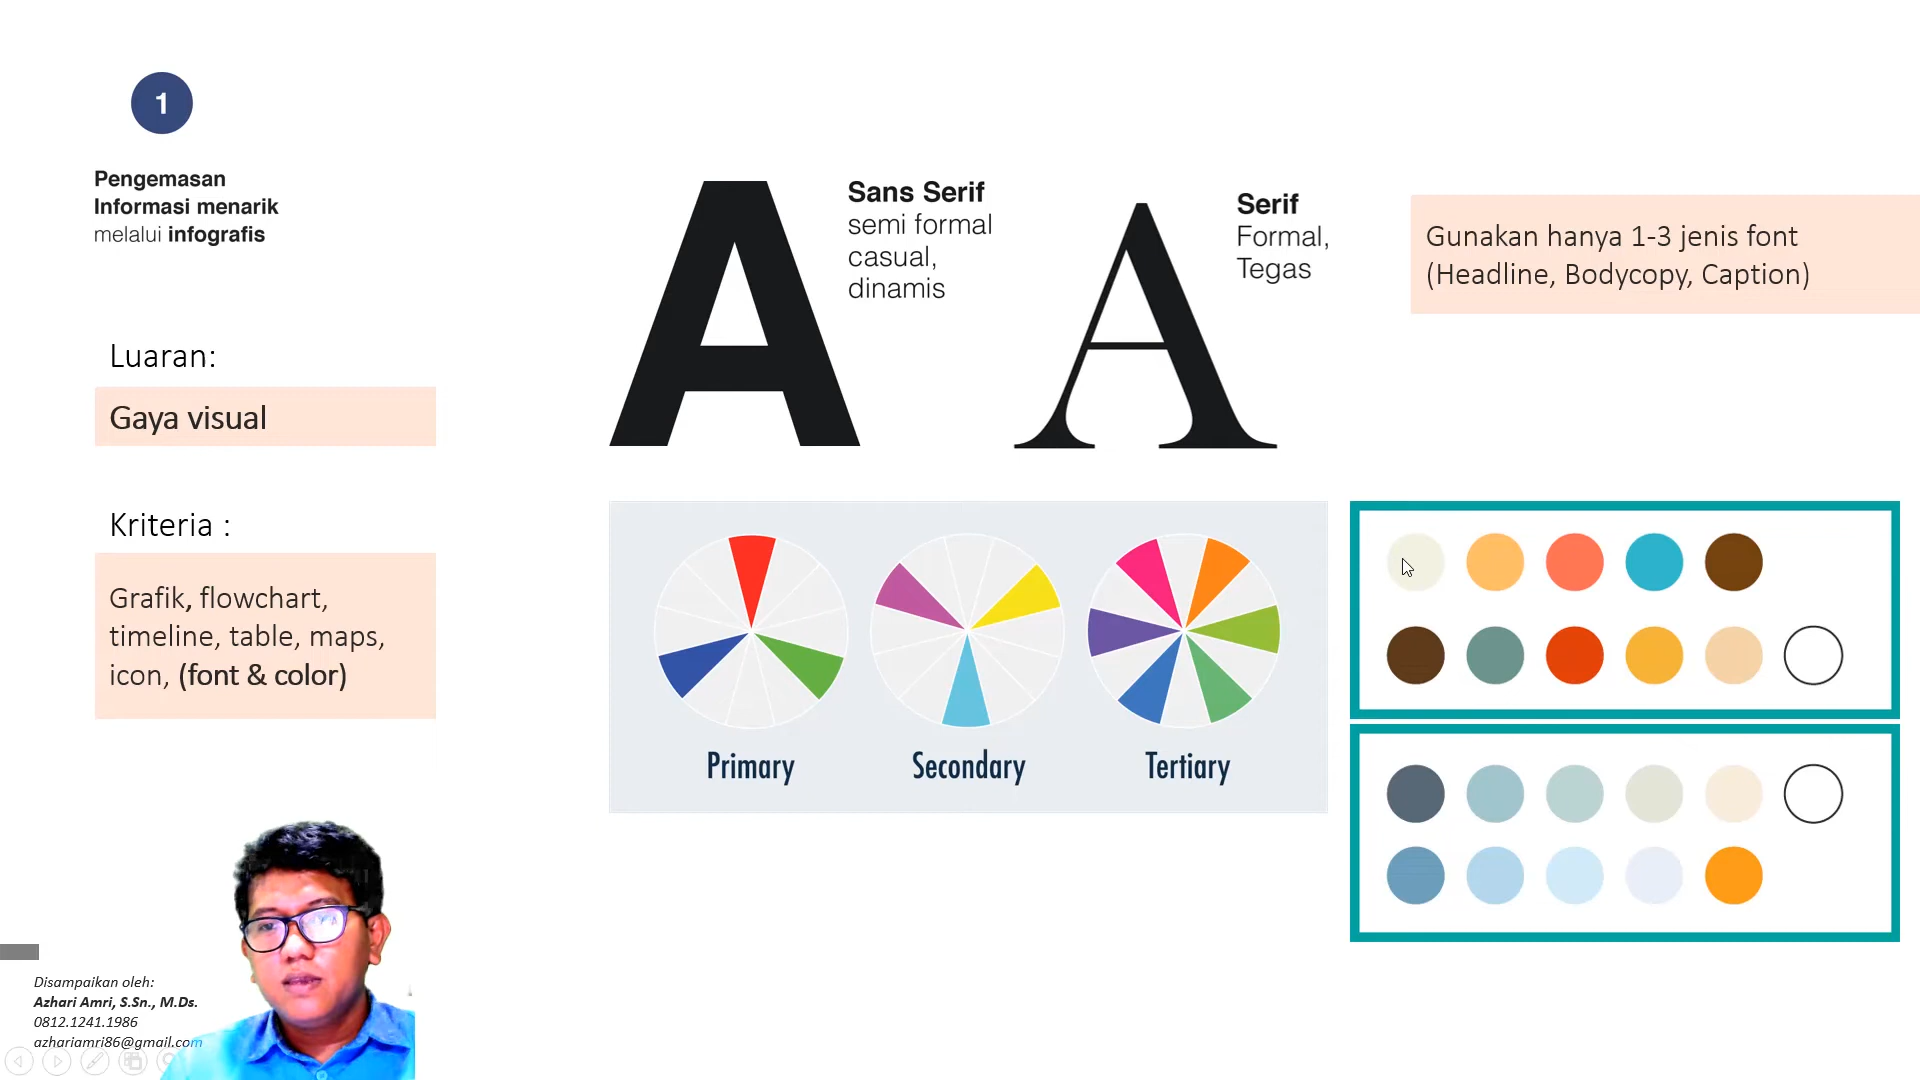 1
Pengemasan
Informasi menarik
melalui infografis
Luaran:
Gaya visual
Kriteria :
Grafik, flowchart,
timeline, table, maps,
icon, (font & color)
A
Sans Serif
semi formal
casual,
dinamis
A
Serif
Formal,
Tegas
Gunakan hanya 1-3 jenis font
(Headline, Bodycopy, Caption)
Primary
Secondary
Tertiary
Disampaikan oleh:
Azhari Amri, S.Sn., M.Ds.
0812.1241.1986
azhariamri86@gmail.com